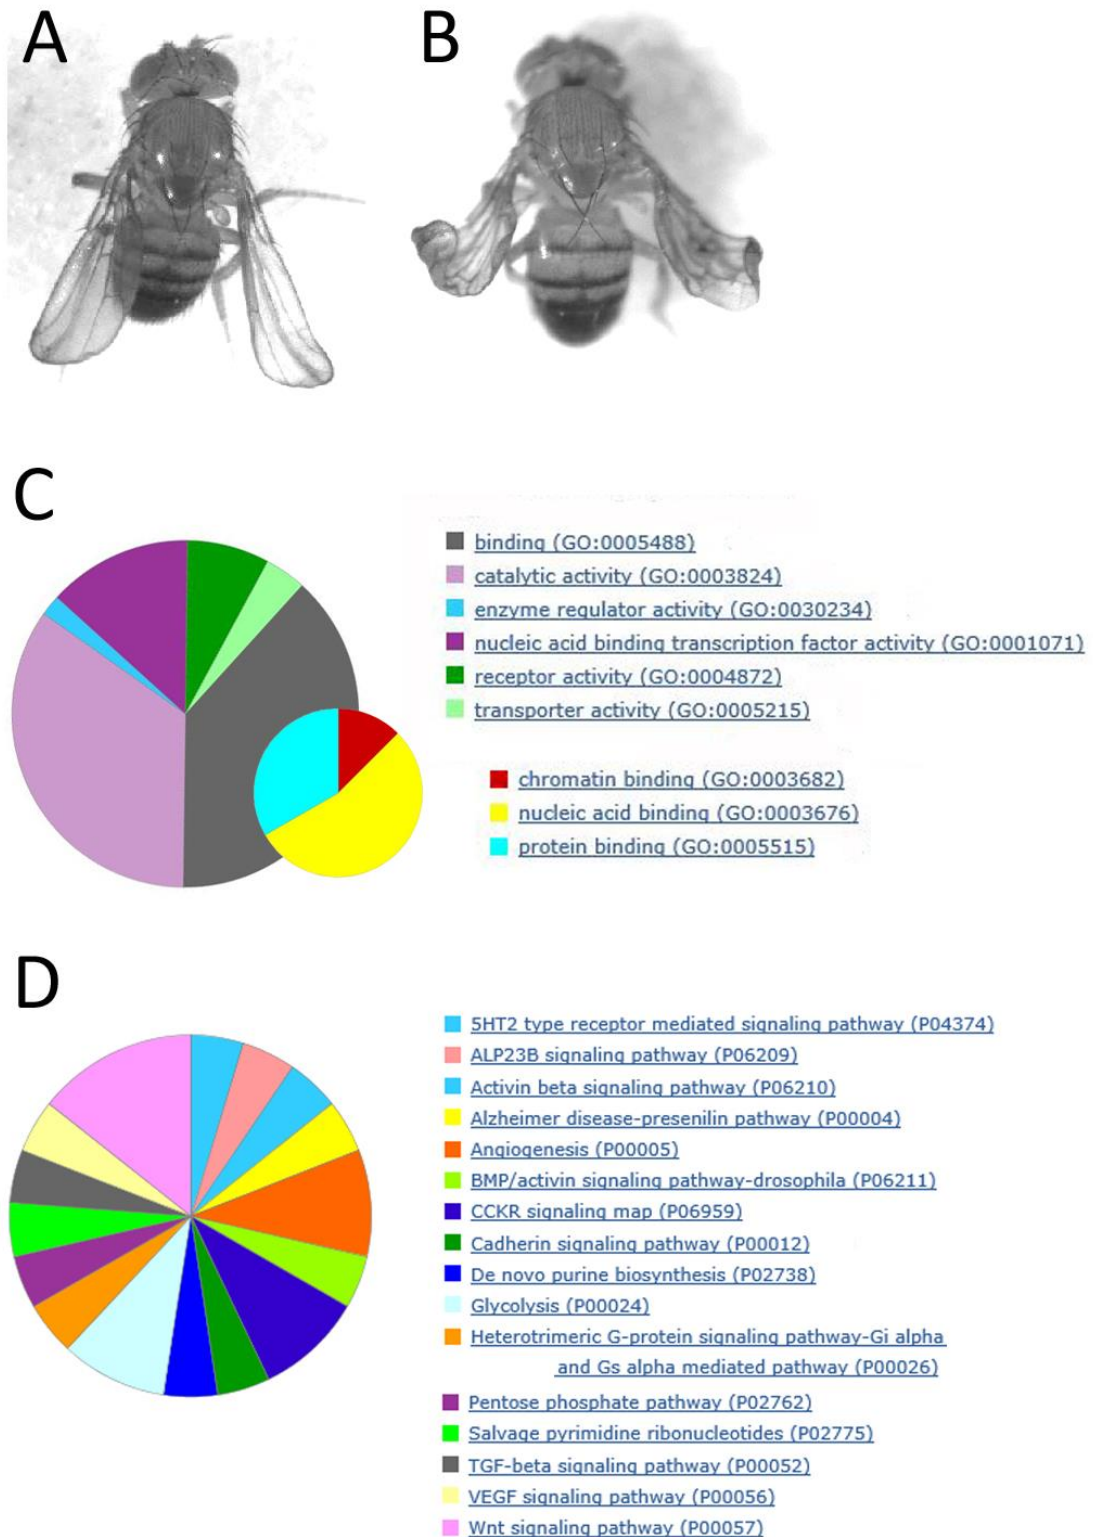 A
B
C
binding (GO:0005488)
catalytic activity (GO:0003824)
enzyme regulator activity (GO:0030234)
nucleic acid binding transcription factor activity (GO:0001071)
receptor activity (GO:0004872)
transporter activity (GO:0005215)
chromatin binding (GO:0003682)
nucleic acid binding (GO:0003676)
protein binding (GO:0005515)
D
5HT2 type receptor mediated signaling pathway (P04374)
ALP23B signaling pathway (P06209)
Activin beta signaling pathway (P06210)
Alzheimer disease-presenilin pathway (P00004)
Angiogenesis (P00005)
BMP/activin signaling pathway-drosophila (P06211)
CCKR signaling map (P06959)
Cadherin signaling pathway (P00012)
De novo purine biosynthesis (P02738)
Glycolysis (P00024)
Heterotrimeric G-protein signaling pathway-Gi alpha
and Gs alpha mediated pathway (P00026)
Pentose phosphate pathway (P02762)
Salvage pyrimidine ribonucleotides (P02775)
TGF-beta signaling pathway (P00052)
VEGF signaling pathway (P00056)
Wnt signaling pathway (P00057)